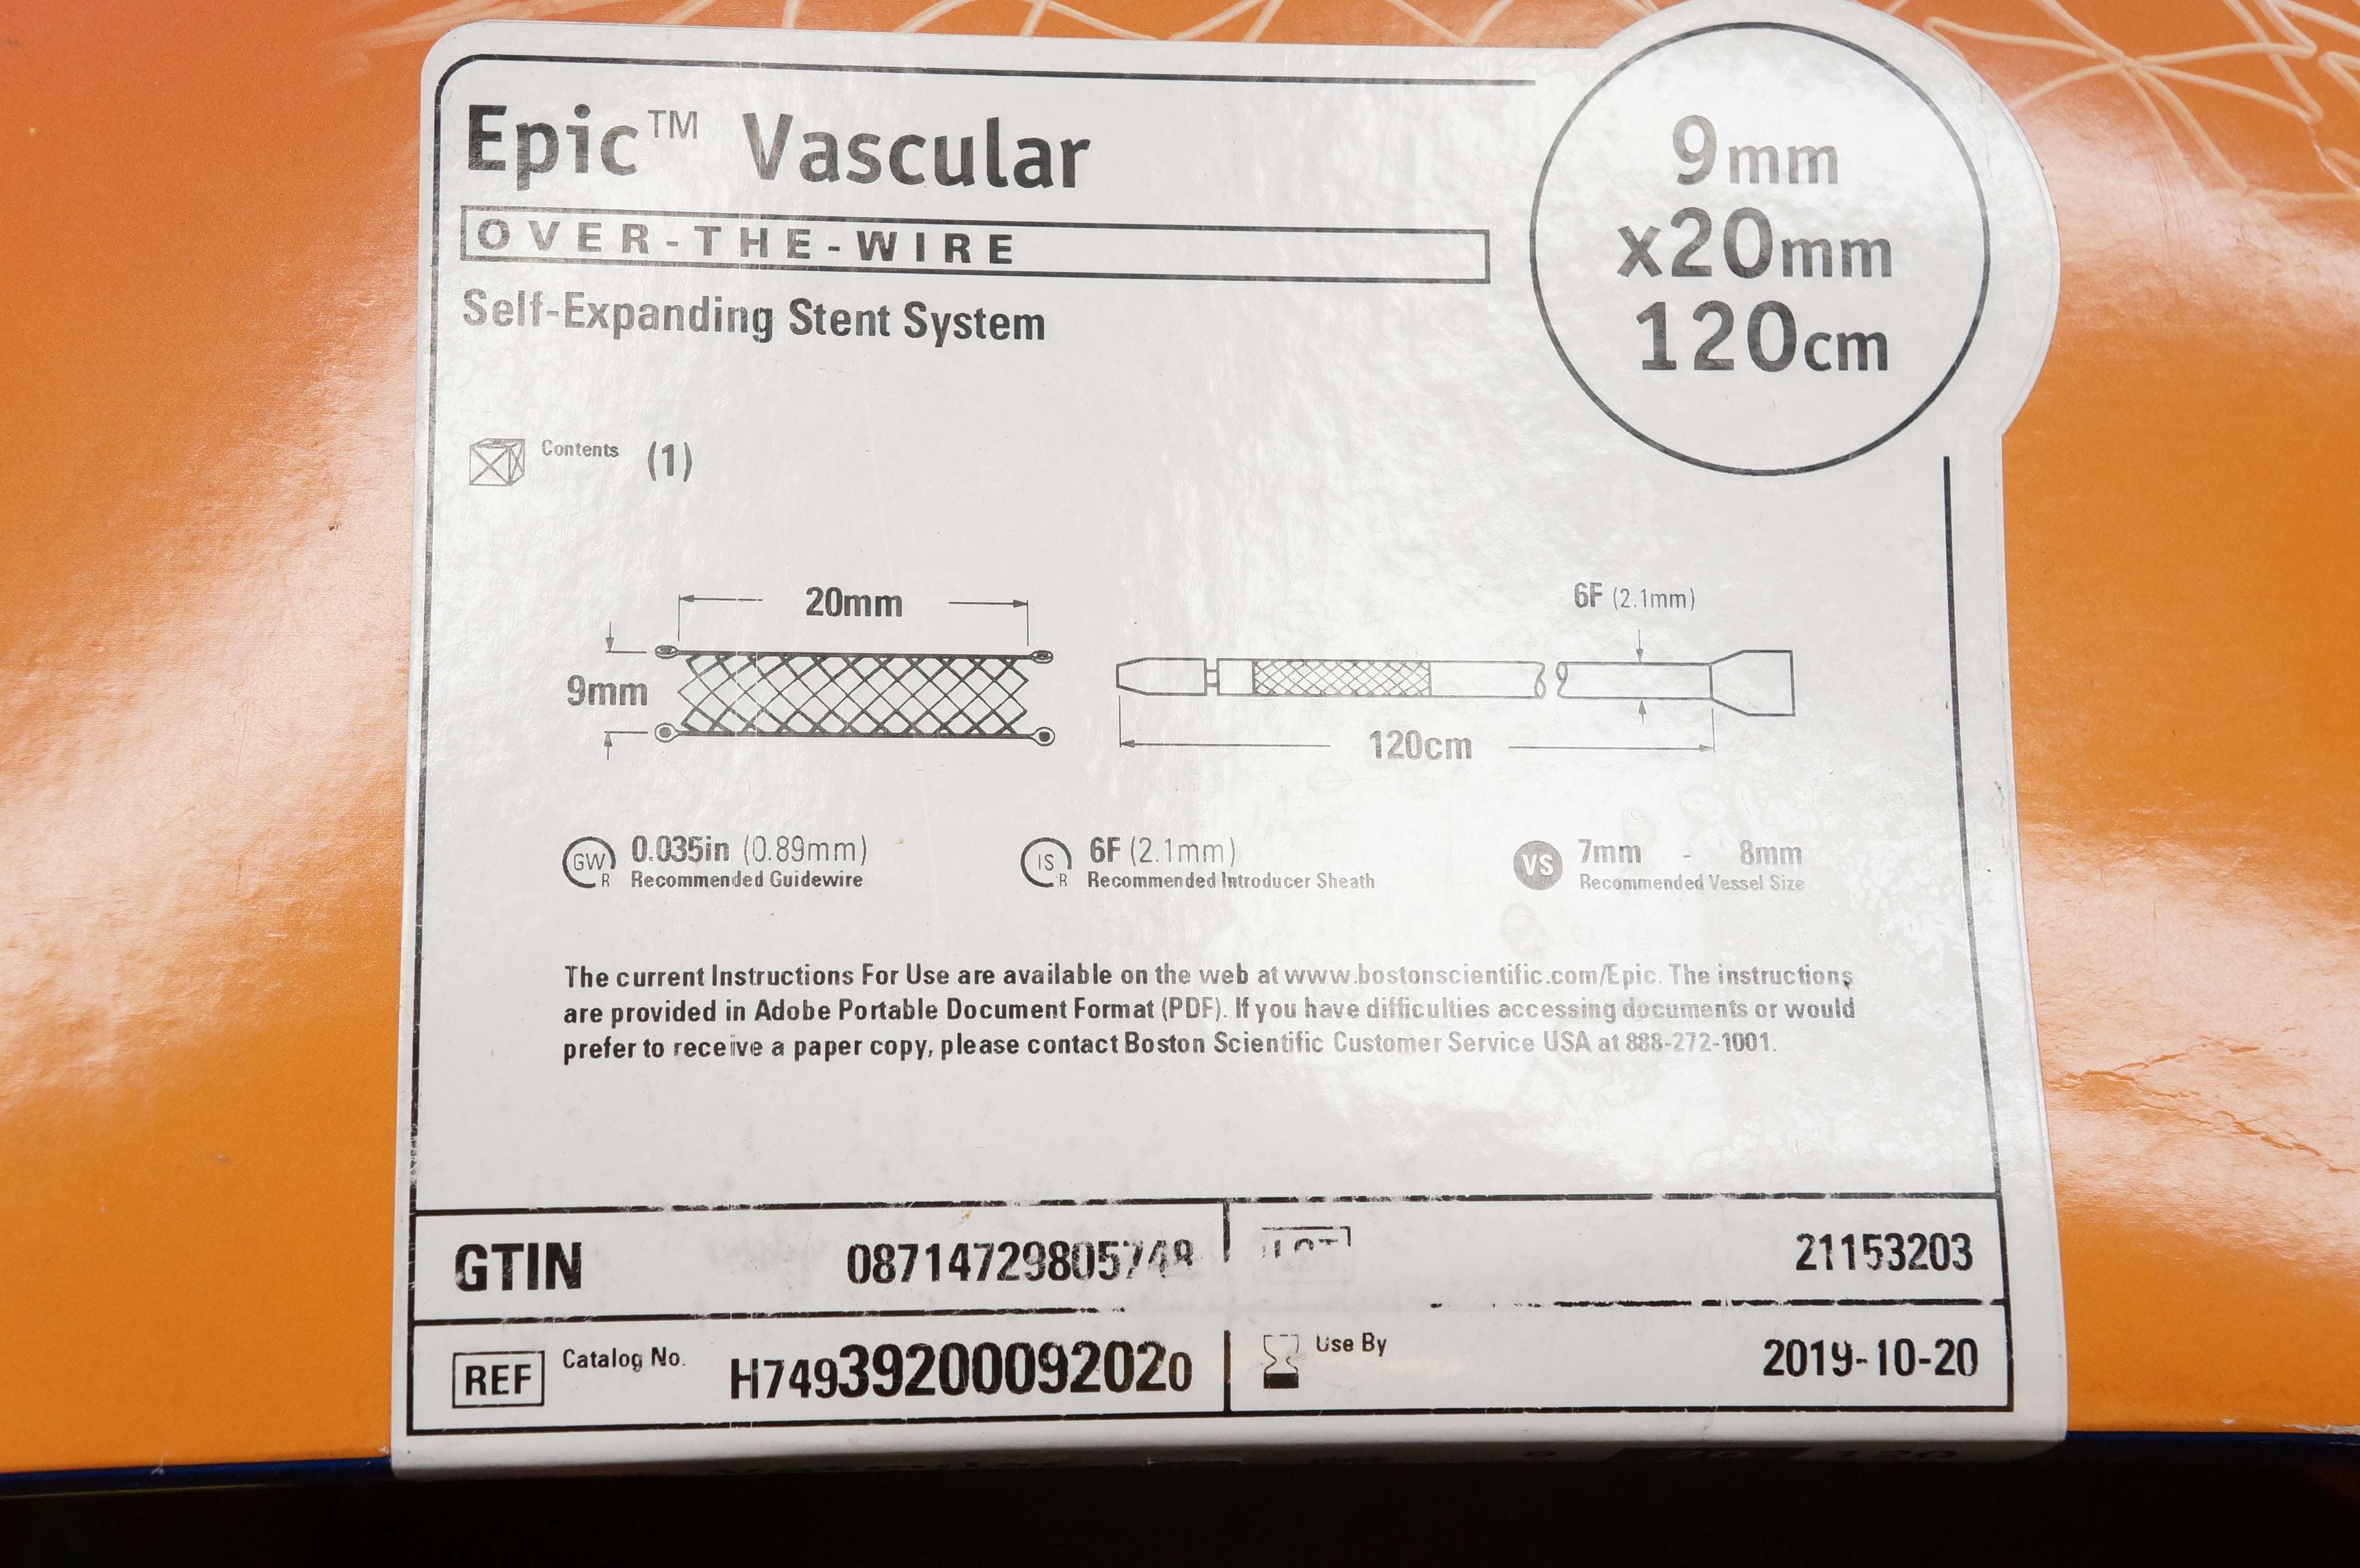 Epic™ Vascular
OVER-THE-WIRE
Self-Expanding Stent System
9mm
x20mm
120cm
Contents (1)
20mm
9mm
6F (2.1mm)
120cm
GW R 0.035in (0.89mm)
Recommended Guidewire
IS R 6F (2.1mm)
Recommended Introducer Sheath
VS 7mm - 8mm
Recommended Vessel Size
The current Instructions For Use are available on the web at www.bostonscientific.com/Epic. The instructions
are provided in Adobe Portable Document Format (PDF). If you have difficulties accessing documents or would
prefer to receive a paper copy, please contact Boston Scientific Customer Service USA at 888-272-1001.
GTIN 08714729805748
LOT 21153203
REF Catalog No. H74939200092020
Use By 2019-10-20